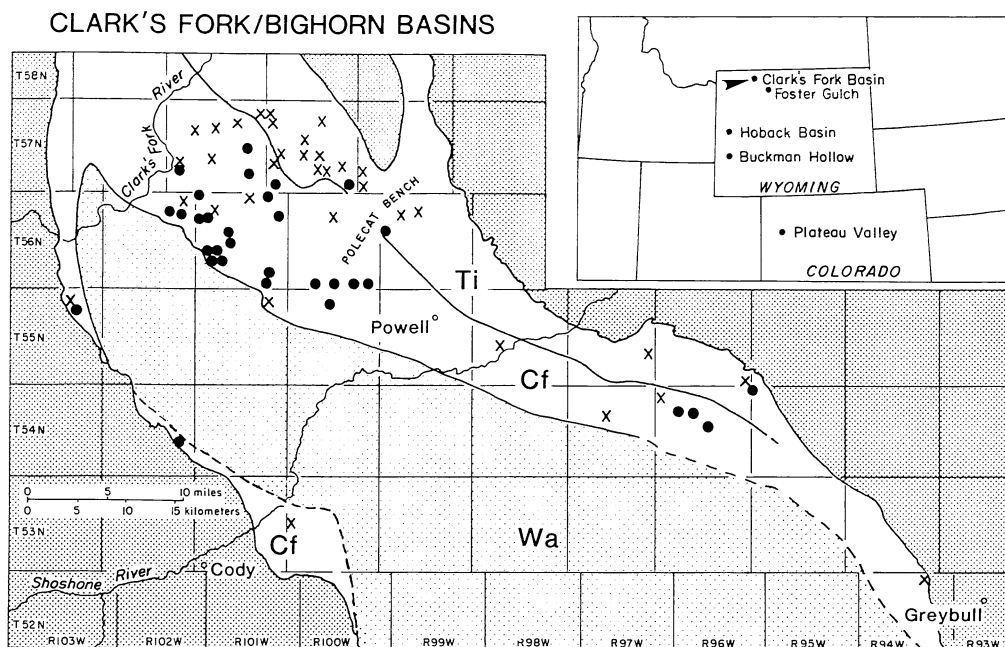 CLARK'S FORK/BIGHORN BASINS
T58N
T57N
T56N
T55N
T54N
T53N
T52N
Clark's Fork
River
POLECAT BENCH
Ti
Powell
Cf
Wa
Cf
Cody
Shoshone
River
Greybull
0 5 10 miles
0 5 10 15 kilometers
R103W R102W R101W R100W R99W R98W R97W R96W R95W R94W R93W
Clark's Fork Basin
Foster Gulch
Hoback Basin
Buckman Hollow
WYOMING
Plateau Valley
COLORADO